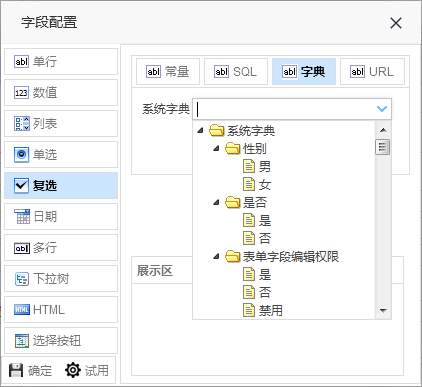 字段配置
abl 单行
123 数值
列表
单选
复选
日期
abl 多行
下拉树
HTML HTML
选择按钮
确定 试用
abl 常量 abl SQL abl 字典 abl URL
系统字典
系统字典
性别
男
女
是否
是
否
表单字段编辑权限
是
否
禁用
展示区